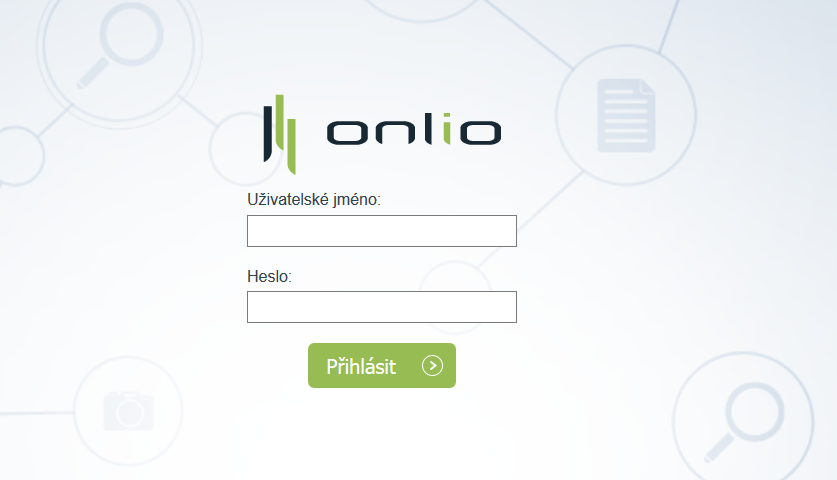 onlio
Uživatelské jméno:
Heslo:
Přihlásit